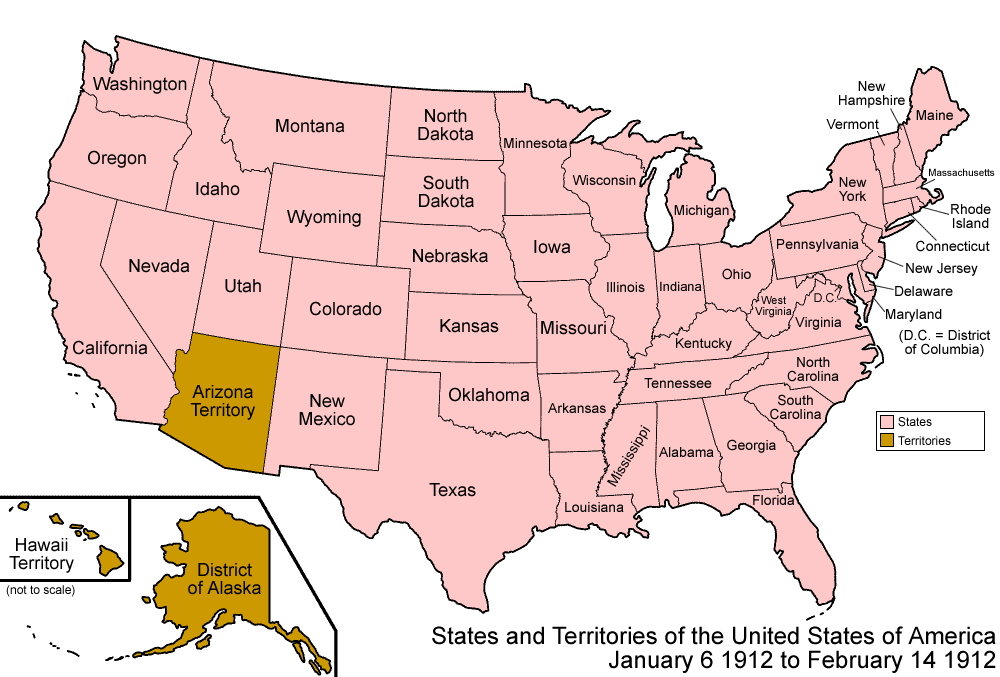 Washington
Oregon
California
Nevada
Idaho
Montana
Wyoming
Utah
Colorado
Arizona
Territory
New
Mexico
North
Dakota
South
Dakota
Nebraska
Kansas
Oklahoma
Texas
Minnesota
Iowa
Missouri
Arkansas
Louisiana
Wisconsin
Illinois
Michigan
Indiana
Ohio
Kentucky
Tennessee
Mississippi
Alabama
Georgia
Florida
South
Carolina
North
Carolina
Virginia
West
Virginia
D.C.
Pennsylvania
New
York
Vermont
New
Hampshire
Maine
Massachusetts
Rhode
Island
Connecticut
New Jersey
Delaware
Maryland
(D.C. = District
of Columbia)
States
Territories
Hawaii
Territory
(not to scale)
District
of Alaska
States and Territories of the United States of America
January 6 1912 to February 14 1912